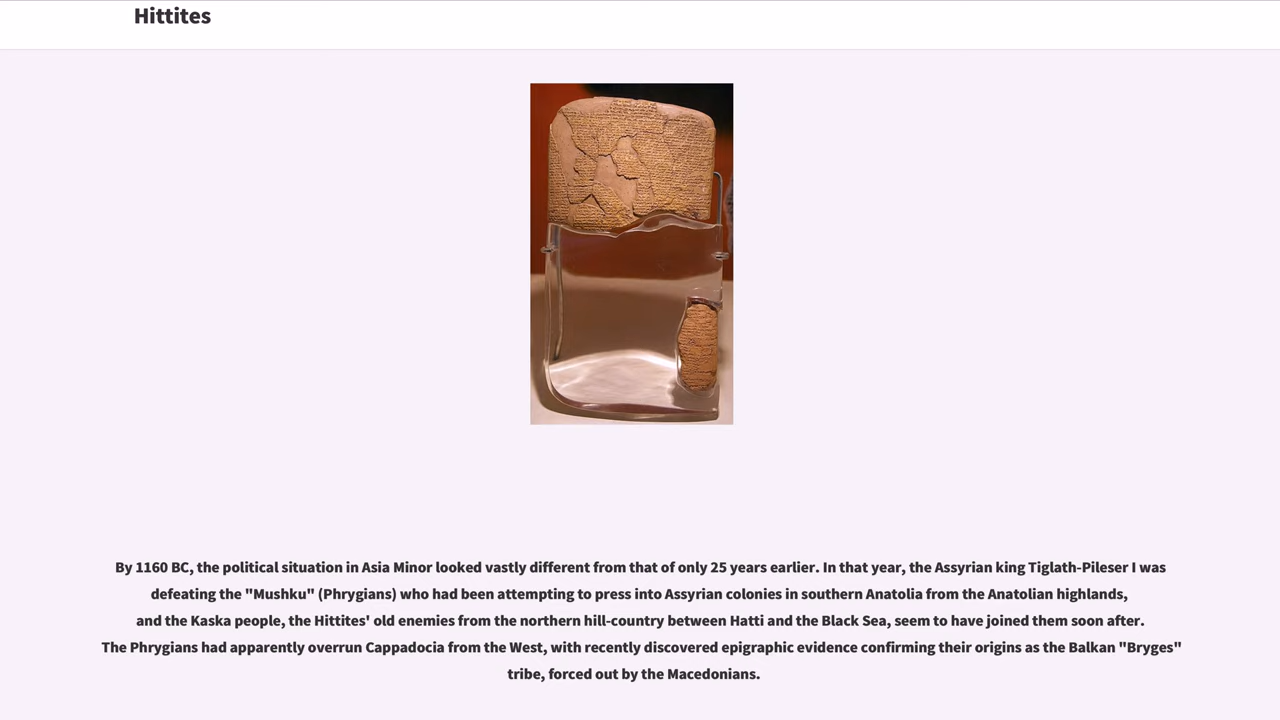 Hittites
By 1160 BC, the political situation in Asia Minor looked vastly different from that of only 25 years earlier. In that year, the Assyrian king Tiglath-Pileser I was
defeating the "Mushku" (Phrygians) who had been attempting to press into Assyrian colonies in southern Anatolia from the Anatolian highlands,
and the Kaska people, the Hittites' old enemies from the northern hill-country between Hatti and the Black Sea, seem to have joined them soon after.
The Phrygians had apparently overrun Cappadocia from the West, with recently discovered epigraphic evidence confirming their origins as the Balkan "Bryges"
tribe, forced out by the Macedonians.